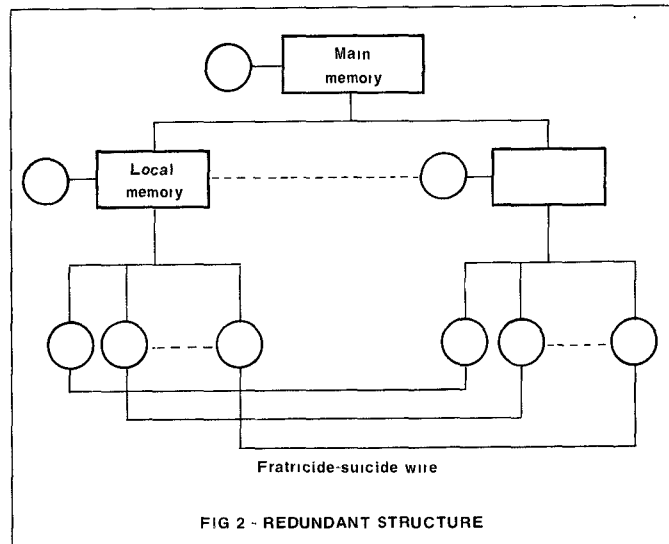 Main
memory
Local
memory
Fratricide-suicide wire
FIG 2 - REDUNDANT STRUCTURE